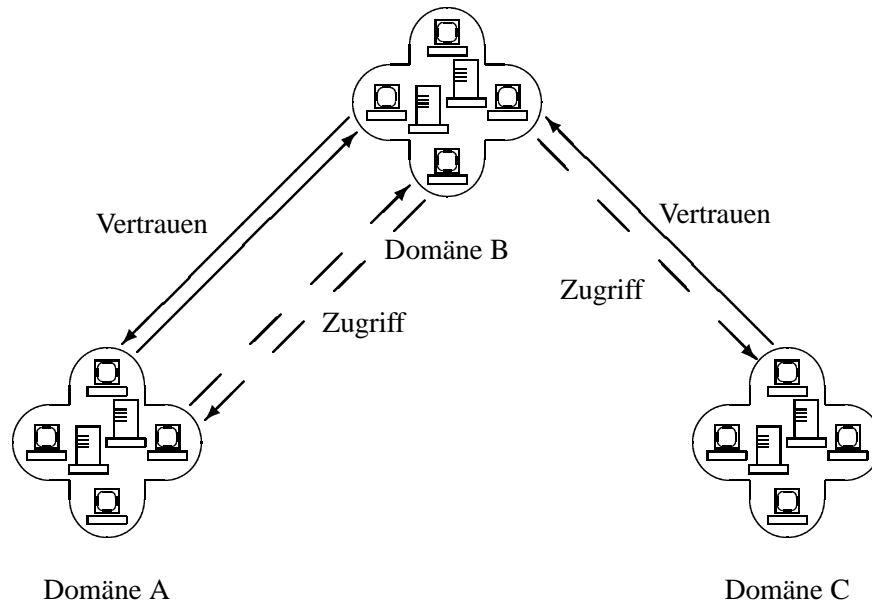 Vertrauen
Vertrauen
Domäne B
Zugriff
Zugriff
Domäne A
Domäne C